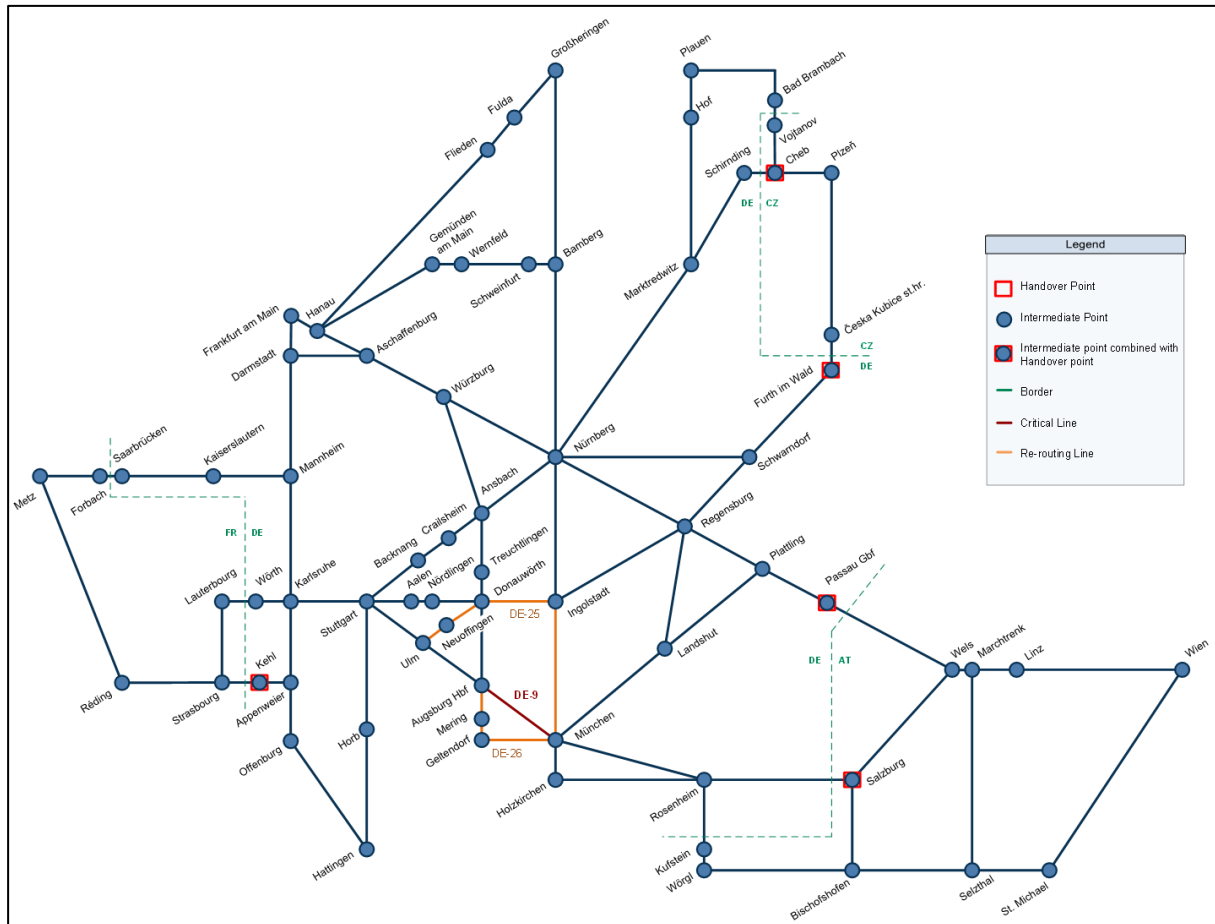 Großheringen
Plauen
Bad Brambach
Fulda
Hof
Vojtanov
Flieden
Schirnding
Cheb
Plzeň
DE
CZ
Gemünden
am Main
Wernfeld
Bamberg
Schweinfurt
Marktredwitz
Legend
Handover Point
Intermediate Point
Intermediate point combined with
Handover point
Border
Critical Line
Re-routing Line
Frankfurt am Main
Hanau
Česka Kubice st.hr.
Aschaffenburg
CZ
DE
Darmstadt
Furth im Wald
Würzburg
Saarbrücken
Kaiserslautern
Mannheim
Nürnberg
Schwarndorf
Metz
Forbach
Ansbach
Crailsheim
Regensburg
FR
DE
Backnang
Treuchtlingen
Plattling
Lauterbourg
Wörth
Karlsruhe
Aalen
Nördlingen
Donauwörth
Passau Gbf
Stuttgart
DE-25
Ingolstadt
Neuoffingen
Ulm
Landshut
Kehl
DE
AT
Wels
Marchtrenk
Linz
Wien
Réding
Strasbourg
Appenweier
Augsburg Hbf
DE-9
Mering
Geltendorf
DE-26
München
Offenburg
Horb
Holzkirchen
Rosenheim
Salzburg
Hattingen
Kufstein
Wörgl
Bischofshofen
Selzthal
St. Michael